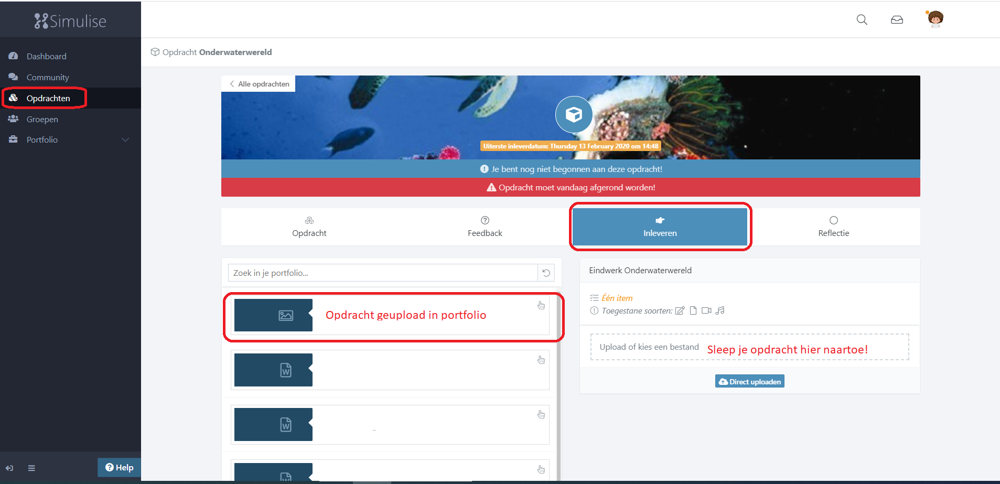 Simulise
Dashboard
Community
Opdrachten
Groepen
Portfolio
Help
Opdracht Onderwaterwereld
Alle opdrachten
Uiterste inleverdatum: Thursday 13 February 2020 om 14:48
Je bent nog niet begonnen aan deze opdracht!
Opdracht moet vandaag afgerond worden!
Opdracht
Feedback
Inleveren
Reflectie
Zoek in je portfolio...
Opdracht geupload in portfolio
W
W
W
Eindwerk Onderwaterwereld
Één item
Toegestane soorten:
Upload of kies een bestand
Sleep je opdracht hier naartoe!
Direct uploaden